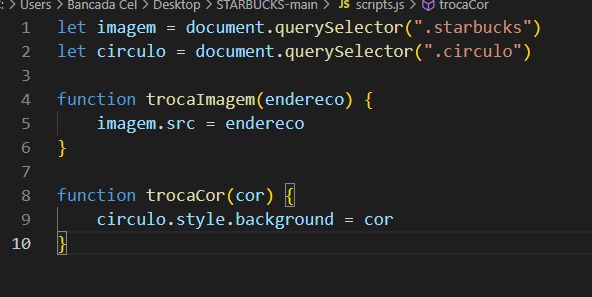 Users > Bancada Cel > Desktop > STARBUCKS-main > JS scripts.js > trocaCor
1 let imagem = document.querySelector(".starbucks")
2 let circulo = document.querySelector(".circulo")
3
4 function trocaImagem(endereco) {
5 imagem.src = endereco
6 }
7
8 function trocaCor(cor) {
9 circulo.style.background = cor
10 }